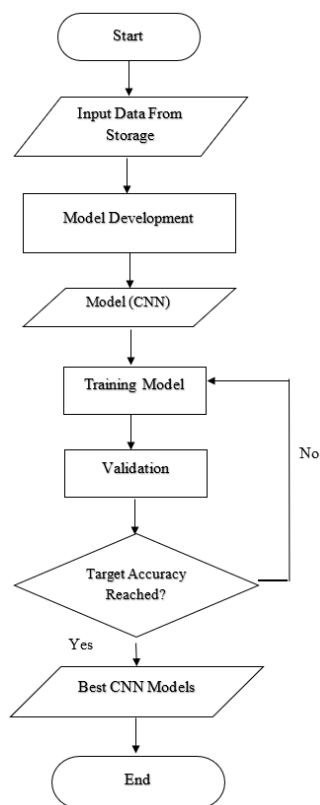 Start
Input Data From
Storage
Model Development
Model (CNN)
Training Model
No
Validation
Target Accuracy
Reached?
Yes
Best CNN Models
End